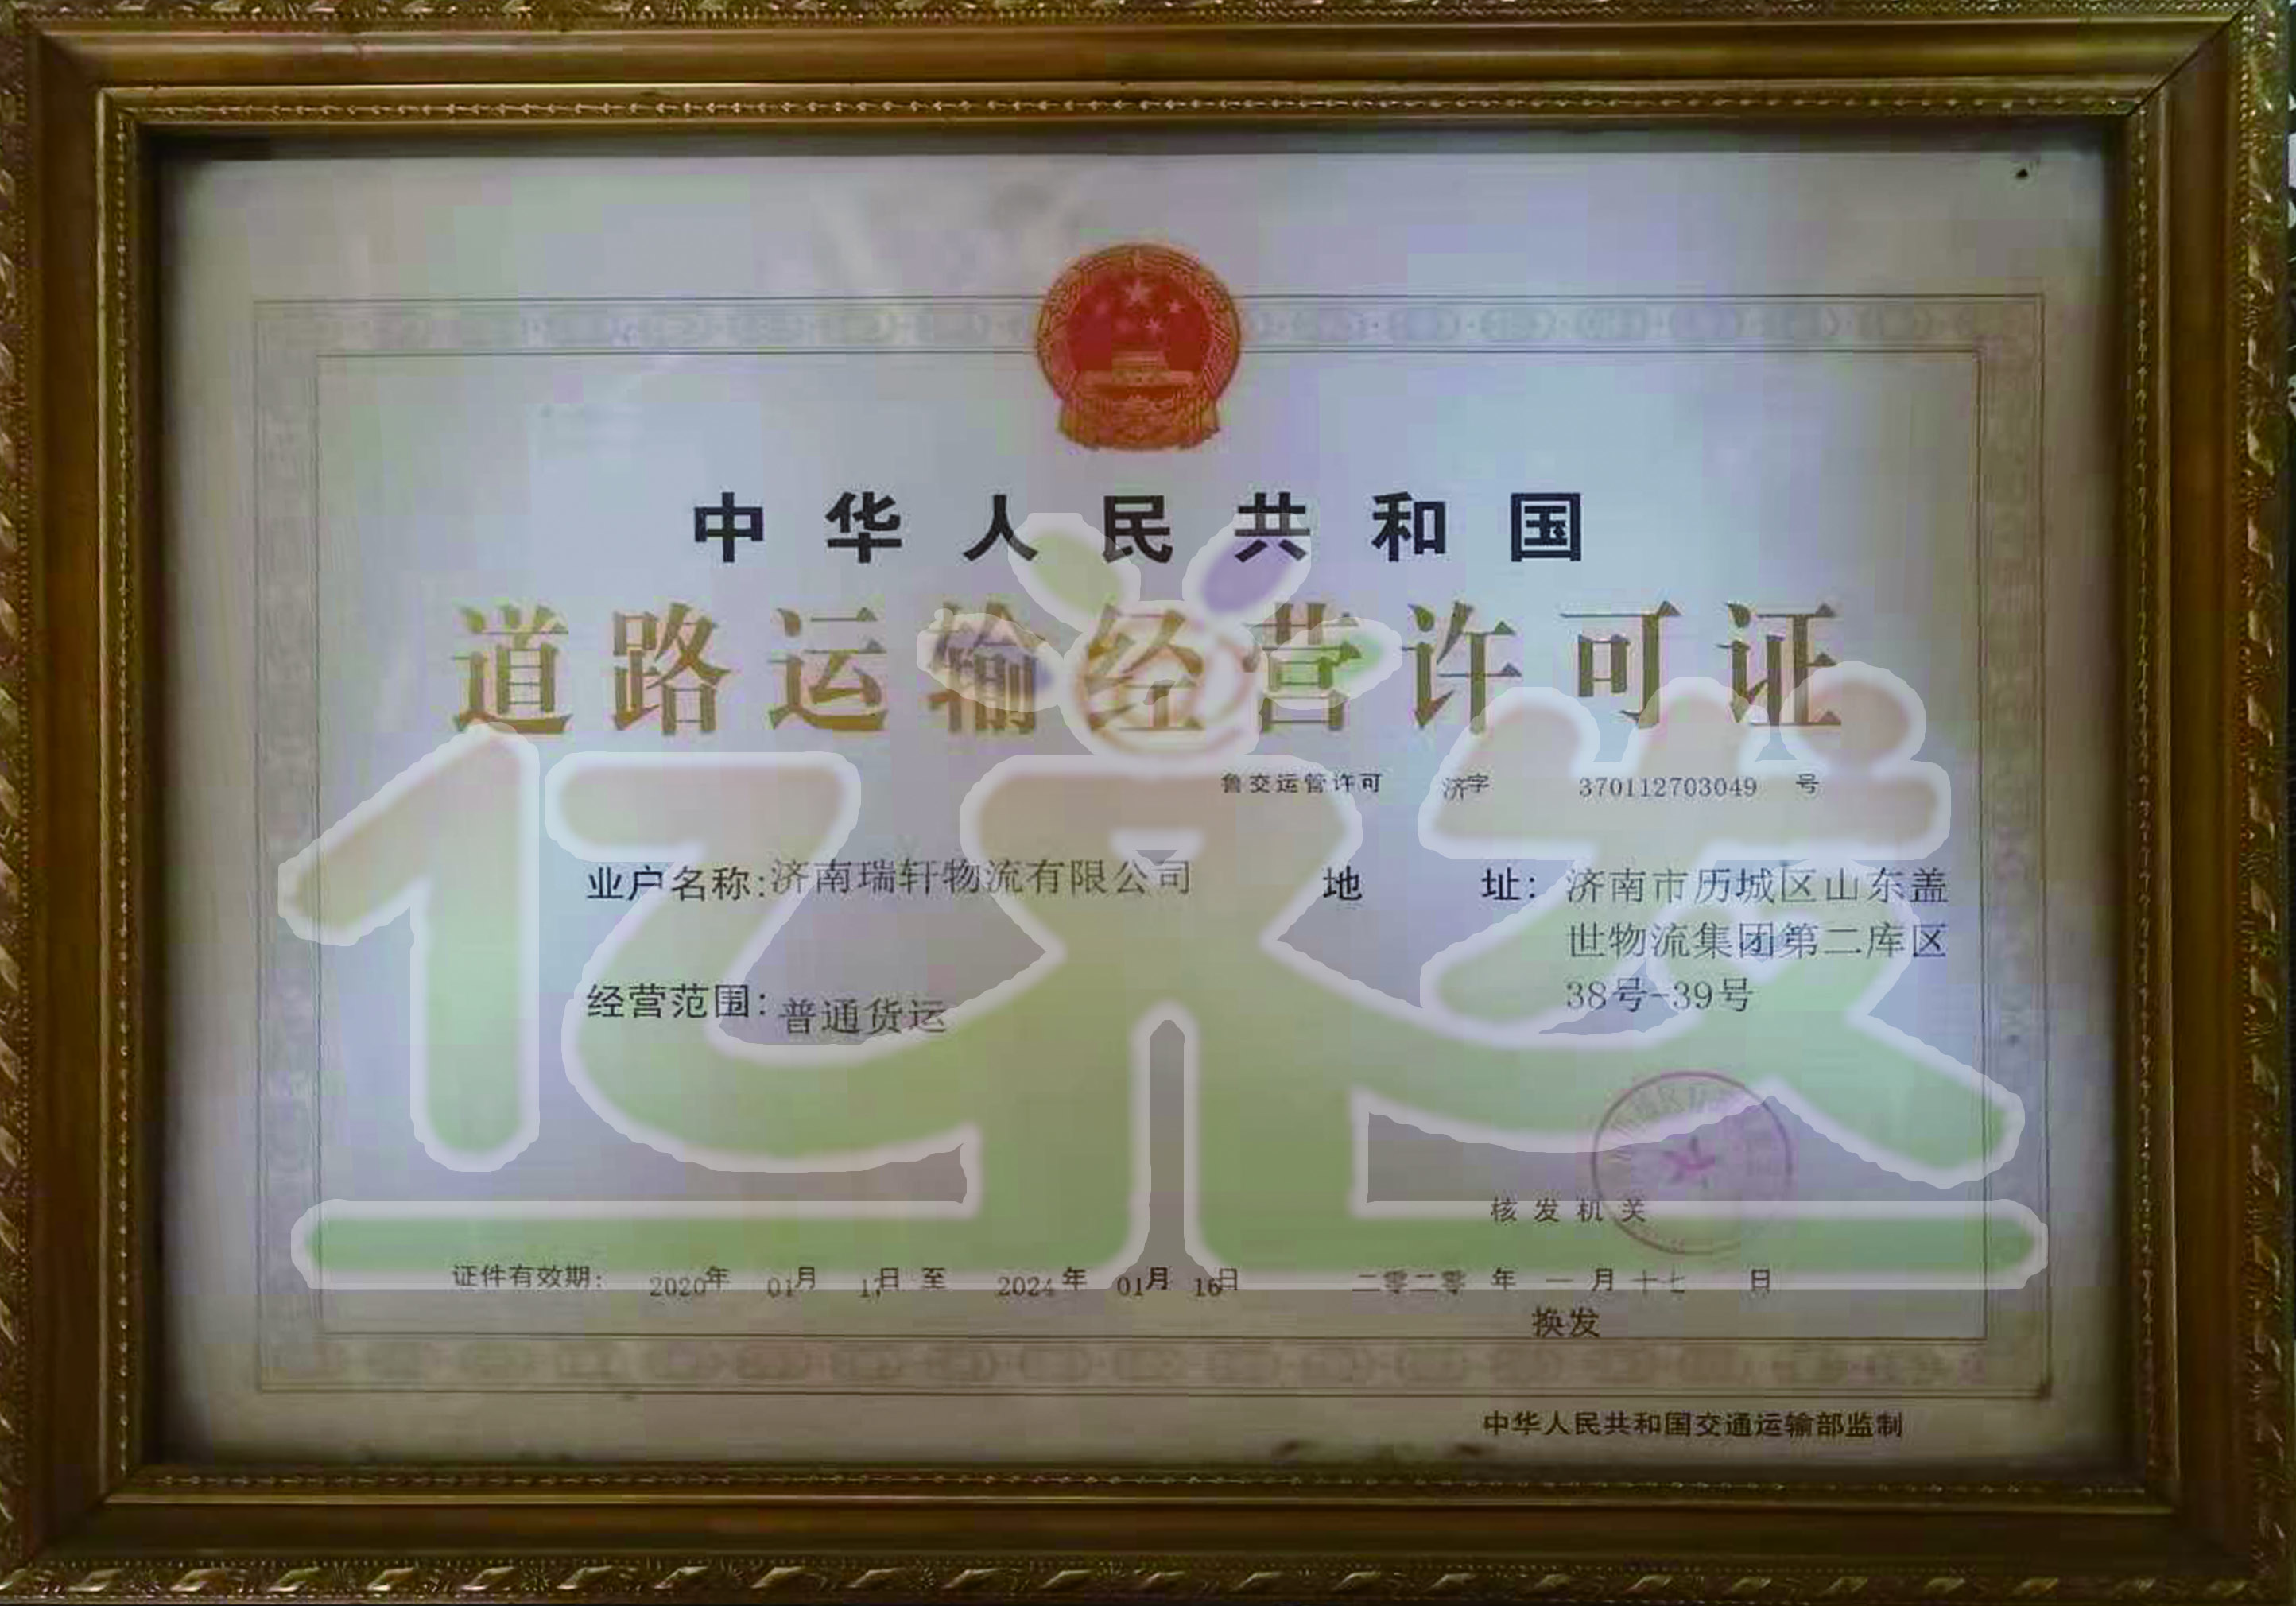 中华人民共和国
道路运输经营许可证
鲁交运管许可 济字 370112703049 号
业户名称:济南瑞轩物流有限公司
地 址: 济南市历城区山东盖
世物流集团第二库区
38号-39号
经营范围: 普通货运
核发机关
证件有效期: 2020年 01月 17日 至 2024年 01月 16日
二零二零 年 一 月 十七 日
换发
中华人民共和国交通运输部监制